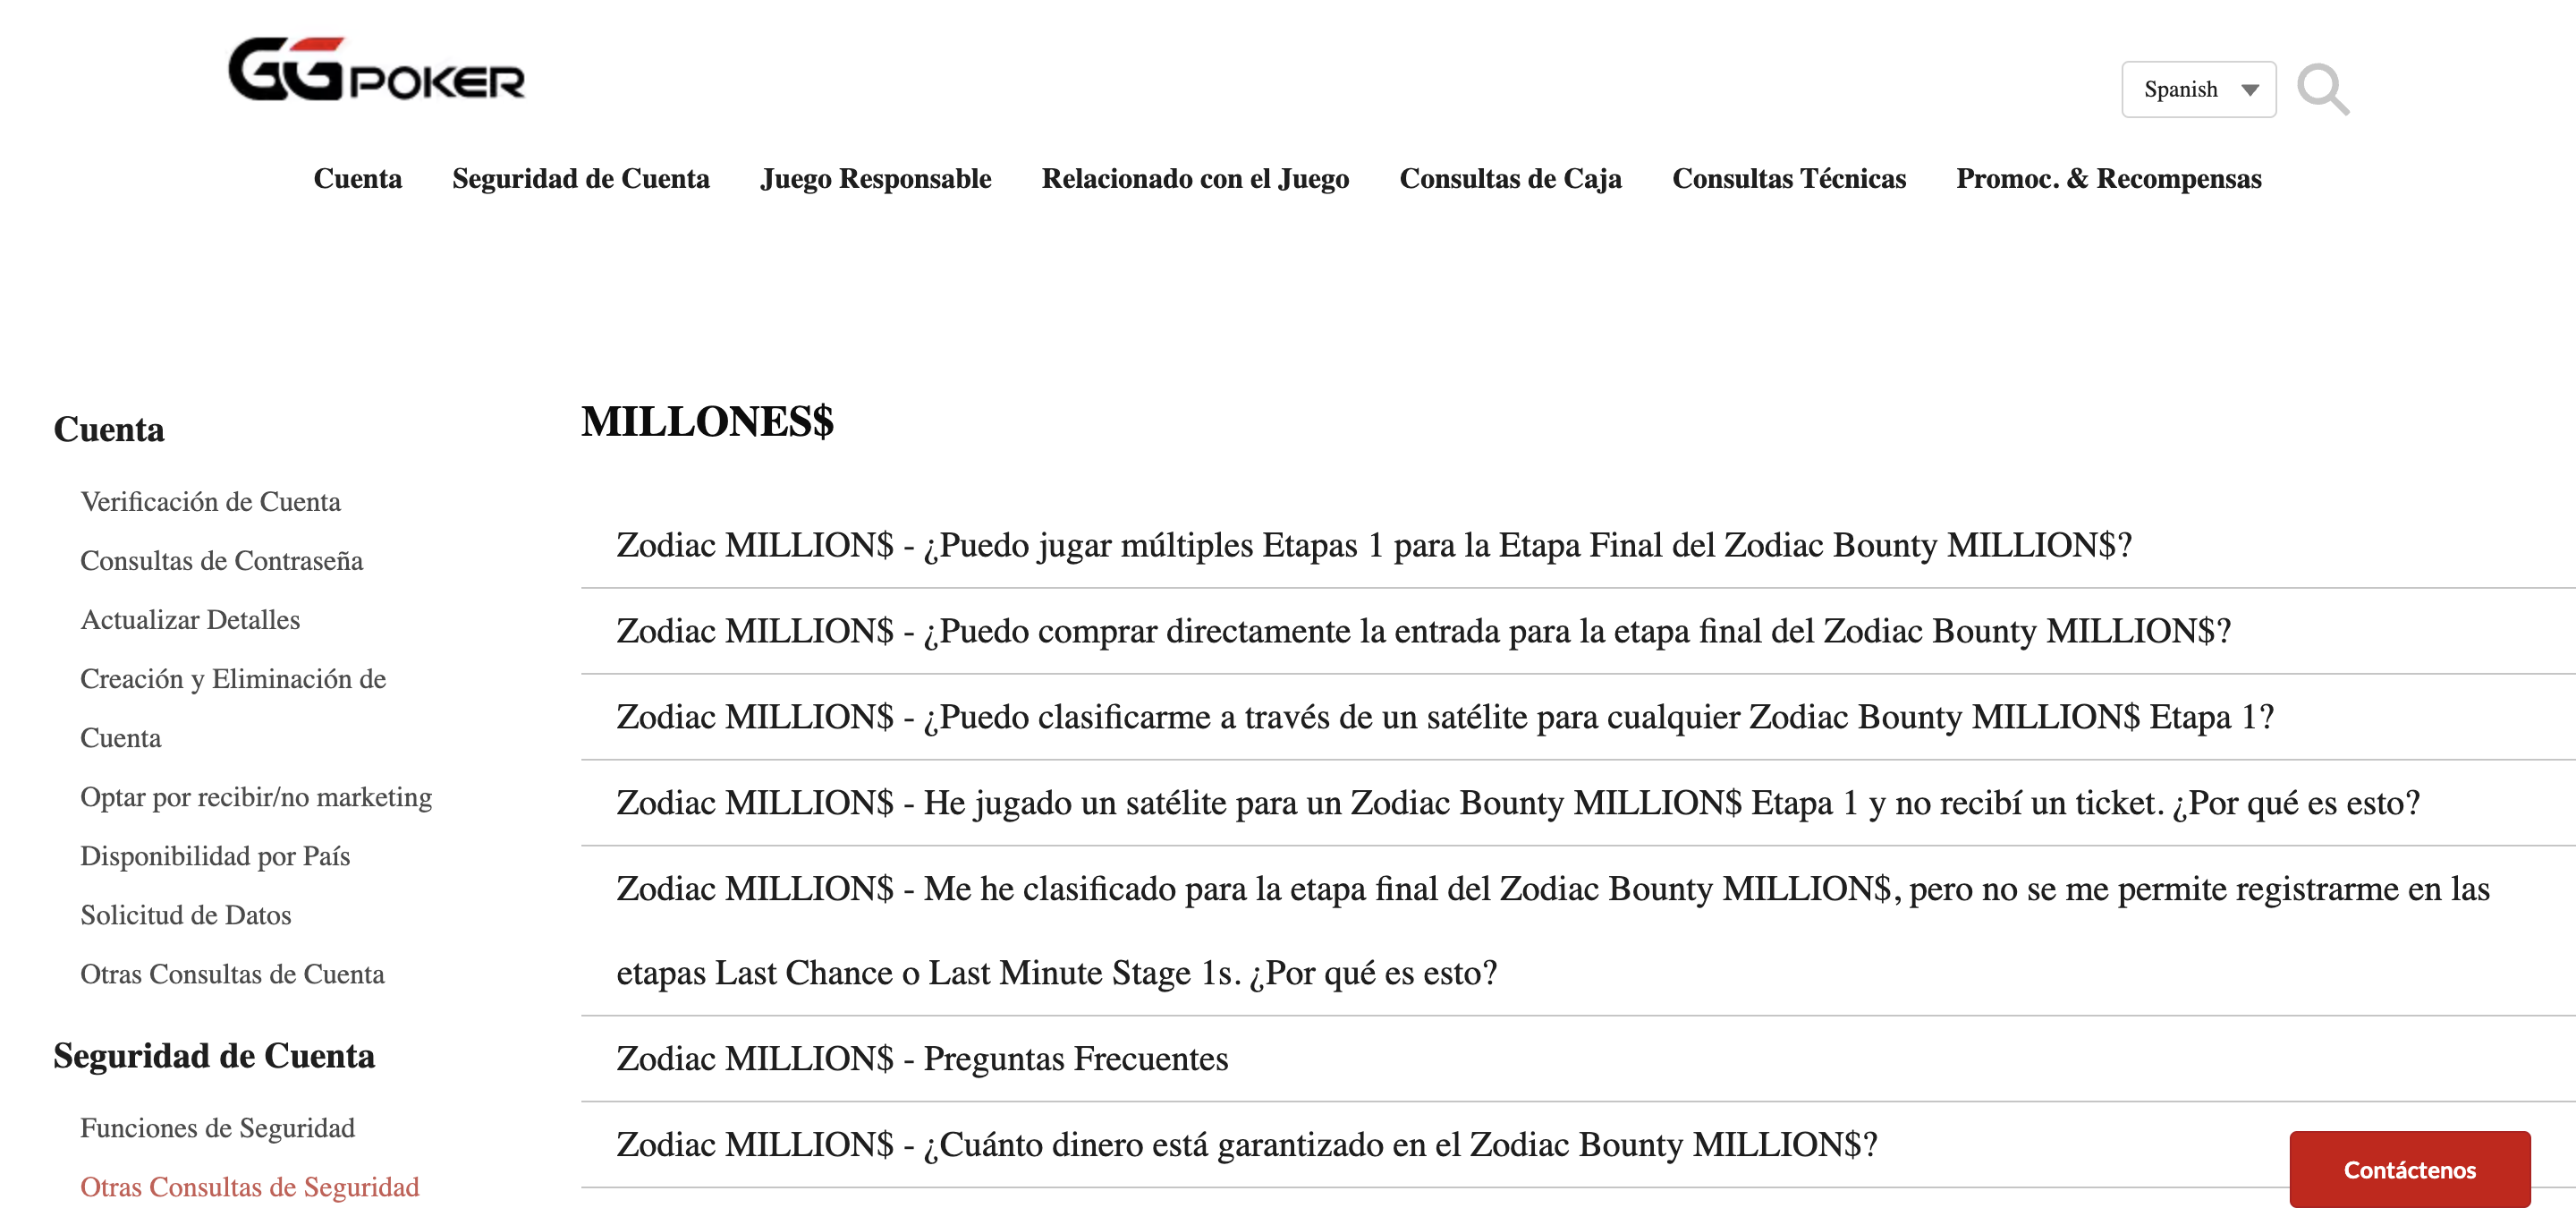 GGPOKER
Spanish
Cuenta Seguridad de Cuenta Juego Responsable Relacionado con el Juego Consultas de Caja Consultas Técnicas Promoc. & Recompensas
Cuenta
Verificación de Cuenta
Consultas de Contraseña
Actualizar Detalles
Creación y Eliminación de
Cuenta
Optar por recibir/no marketing
Disponibilidad por País
Solicitud de Datos
Otras Consultas de Cuenta
Seguridad de Cuenta
Funciones de Seguridad
Otras Consultas de Seguridad
MILLONES$
Zodiac MILLION$ - ¿Puedo jugar múltiples Etapas 1 para la Etapa Final del Zodiac Bounty MILLION$?
Zodiac MILLION$ - ¿Puedo comprar directamente la entrada para la etapa final del Zodiac Bounty MILLION$?
Zodiac MILLION$ - ¿Puedo clasificarme a través de un satélite para cualquier Zodiac Bounty MILLION$ Etapa 1?
Zodiac MILLION$ - He jugado un satélite para un Zodiac Bounty MILLION$ Etapa 1 y no recibí un ticket. ¿Por qué es esto?
Zodiac MILLION$ - Me he clasificado para la etapa final del Zodiac Bounty MILLION$, pero no se me permite registrarme en las
etapas Last Chance o Last Minute Stage 1s. ¿Por qué es esto?
Zodiac MILLION$ - Preguntas Frecuentes
Zodiac MILLION$ - ¿Cuánto dinero está garantizado en el Zodiac Bounty MILLION$?
Contáctenos